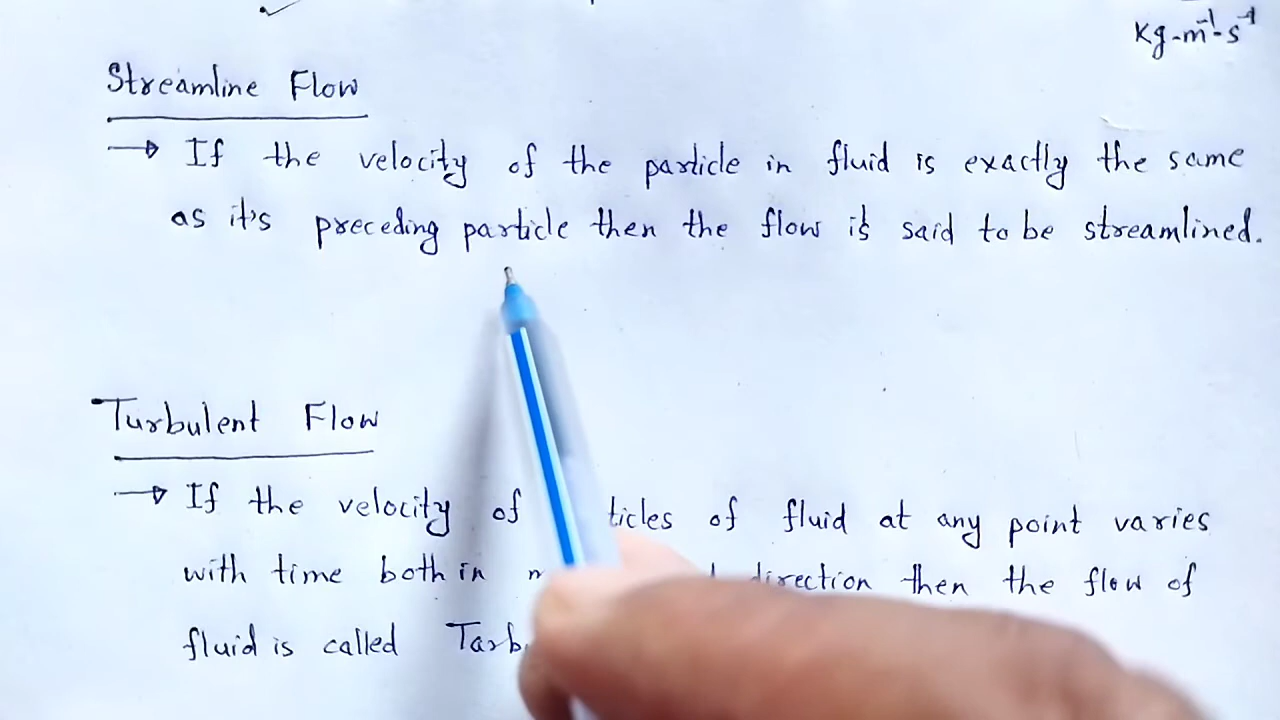 Kg-m⁻¹-s⁻¹
Streamline Flow
→ If the velocity of the particle in fluid is exactly the same
as it's preceding particle then the flow is said to be streamlined.
Turbulent Flow
→ If the velocity of ticles of fluid at any point varies
with time both in direction then the flow of
fluid is called Tarb